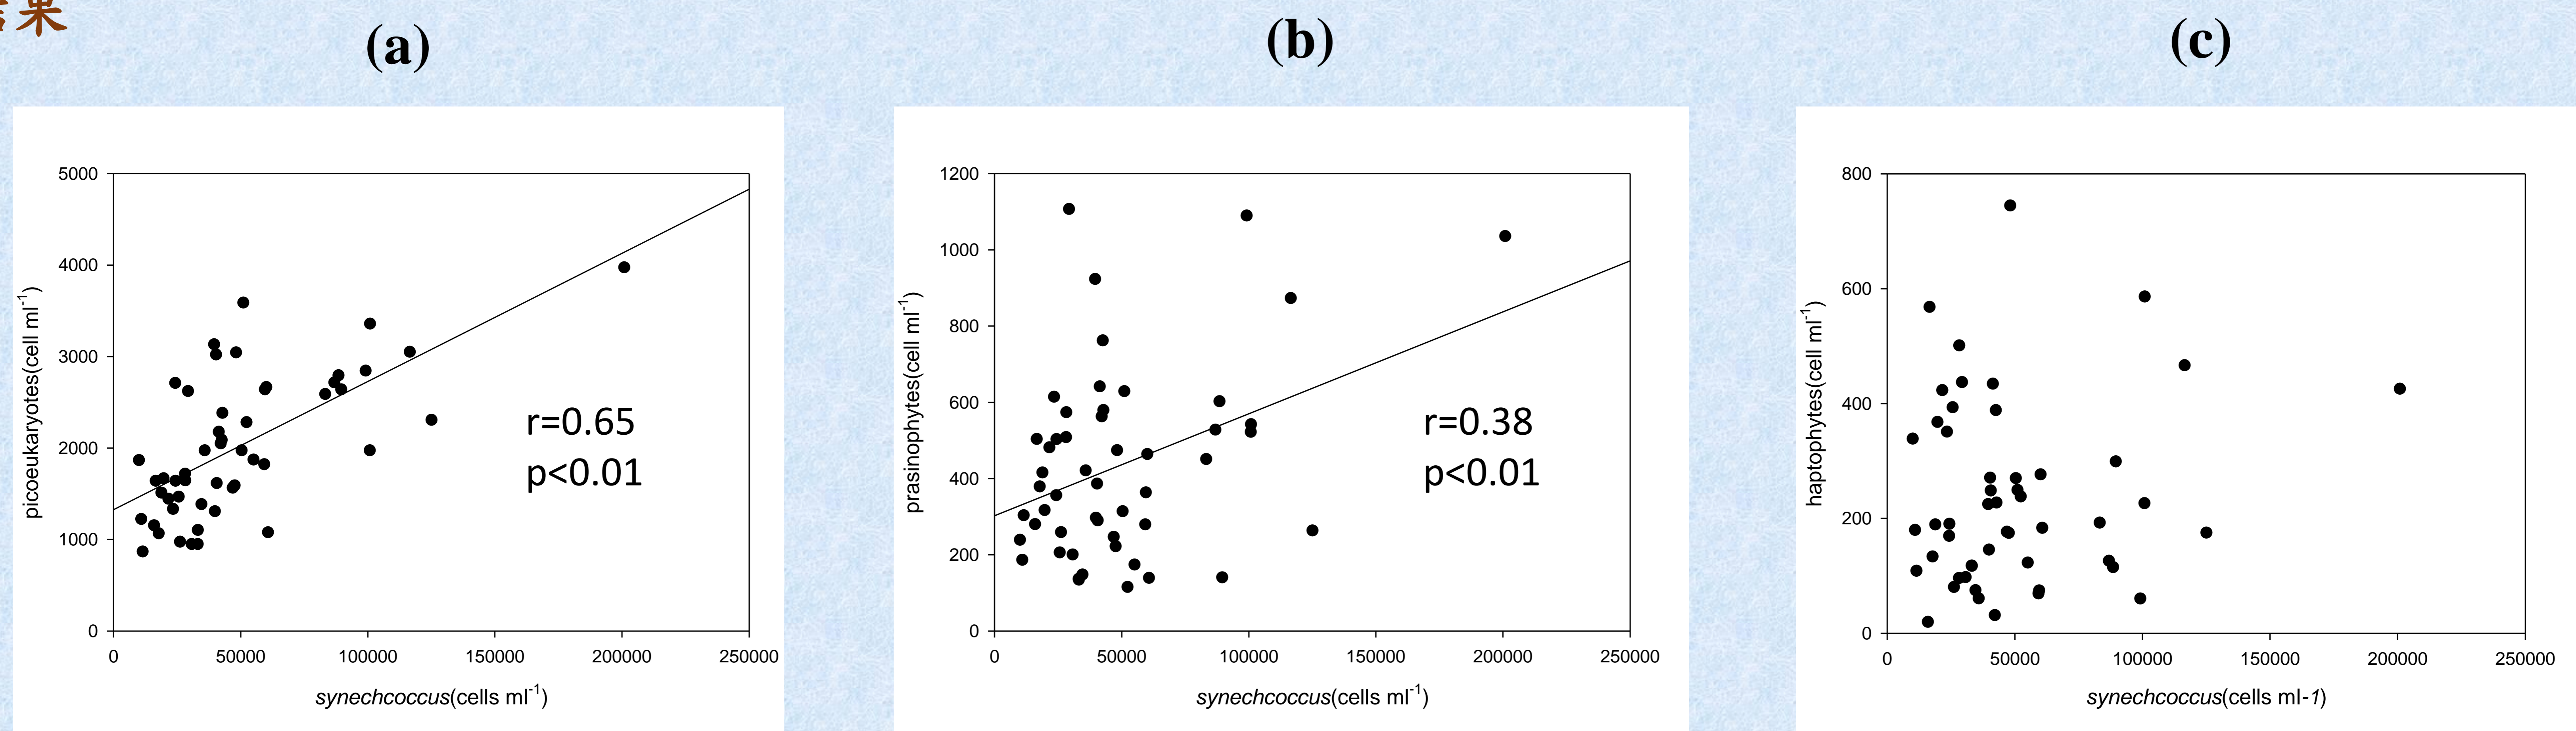 果
(a) (b) (c)
picoeukaryotes(cell ml⁻¹)
5000
4000
3000
2000
1000
0
r=0.65
p<0.01
0 50000 100000 150000 200000 250000
synechcoccus(cells ml⁻¹)
prasinophytes(cell ml⁻¹)
1200
1000
800
600
400
200
0
r=0.38
p<0.01
0 50000 100000 150000 200000 250000
synechcoccus(cells ml⁻¹)
haptophytes(cell ml⁻¹)
800
600
400
200
0
0 50000 100000 150000 200000 250000
synechcoccus(cells ml-1)